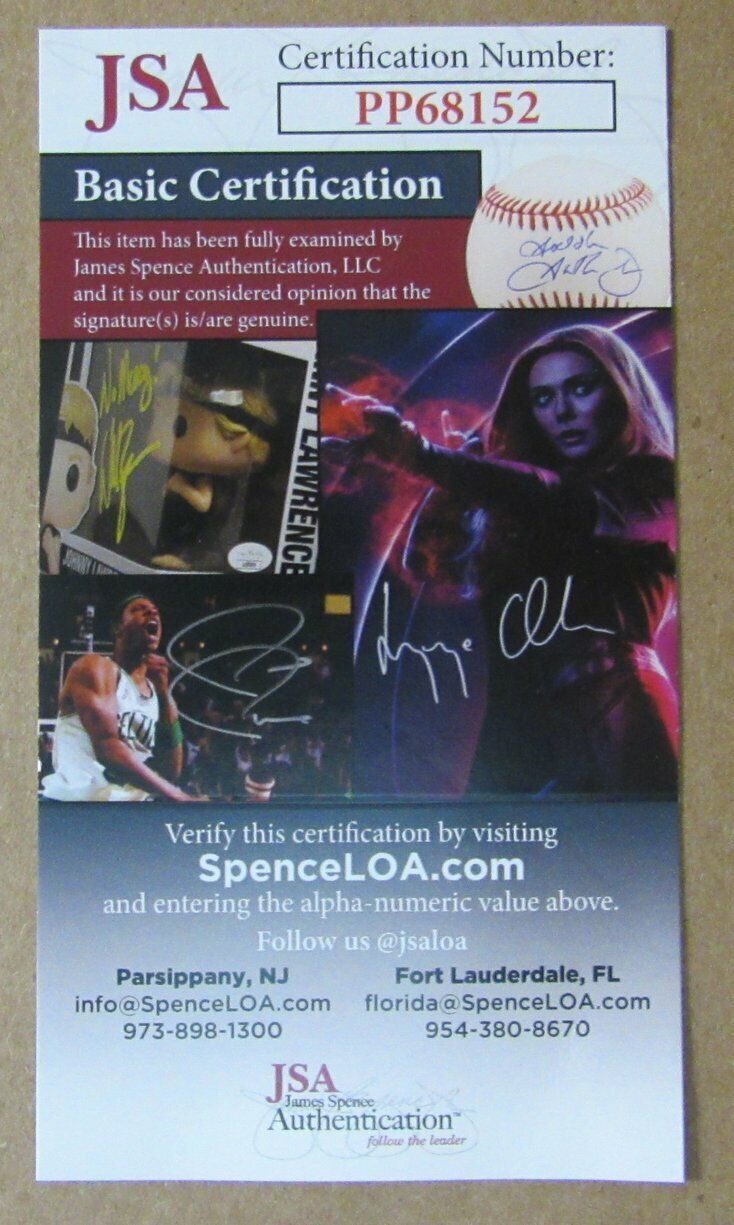 JSA
Certification Number:
PP68152
Basic Certification
This item has been fully examined by
James Spence Authentication, LLC
and it is our considered opinion that the
signature(s) is/are genuine.
LAWRENCE
CELTIC
Verify this certification by visiting
SpenceLOA.com
and entering the alpha-numeric value above.
Follow us @jsaloa
Parsippany, NJ
info@SpenceLOA.com
973-898-1300
Fort Lauderdale, FL
florida@SpenceLOA.com
954-380-8670
JSA
James Spence
Authentication™
follow the leader